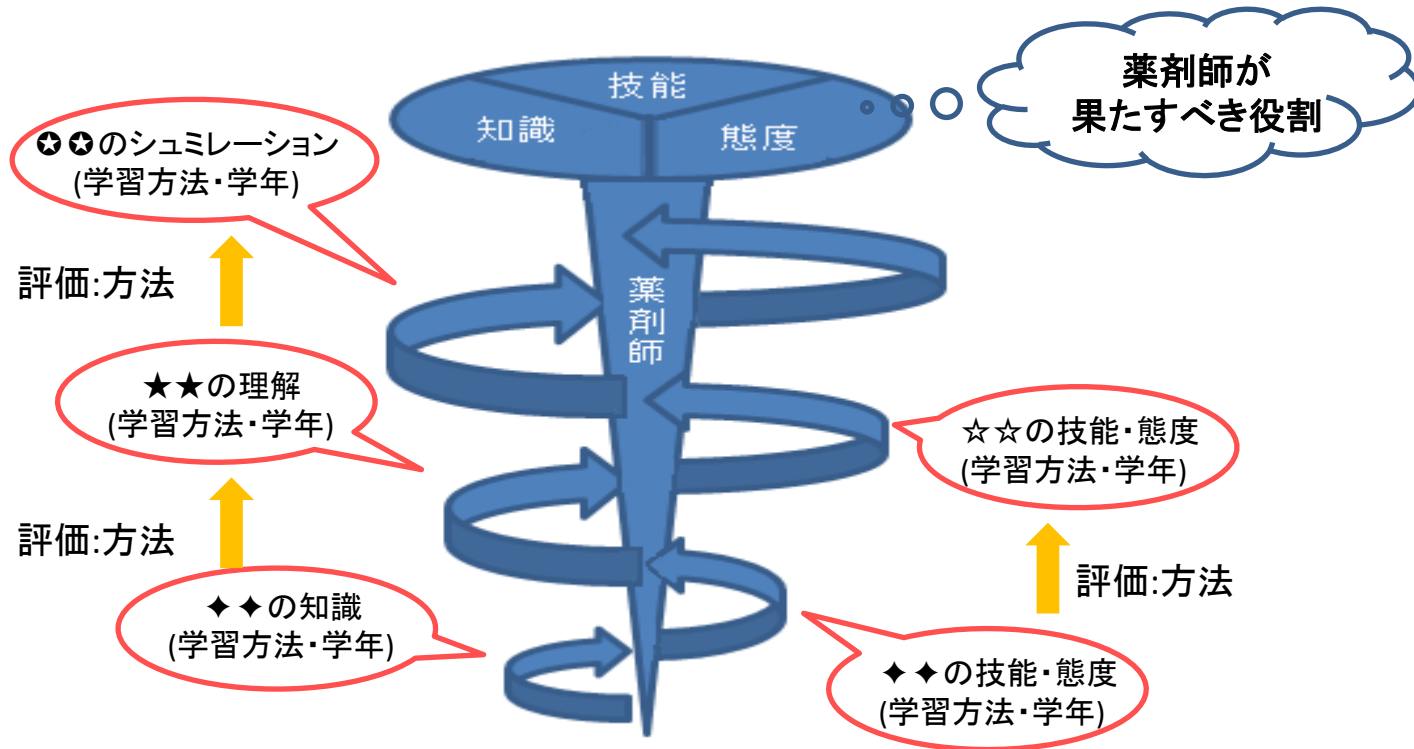 薬剤師が
果たすべき役割
技能
知識
態度
✪✪のシュミレーション
(学習方法・学年)
評価:方法
薬剤師
★★の理解
(学習方法・学年)
☆☆の技能・態度
(学習方法・学年)
評価:方法
評価:方法
✦✦の知識
(学習方法・学年)
✦✦の技能・態度
(学習方法・学年)